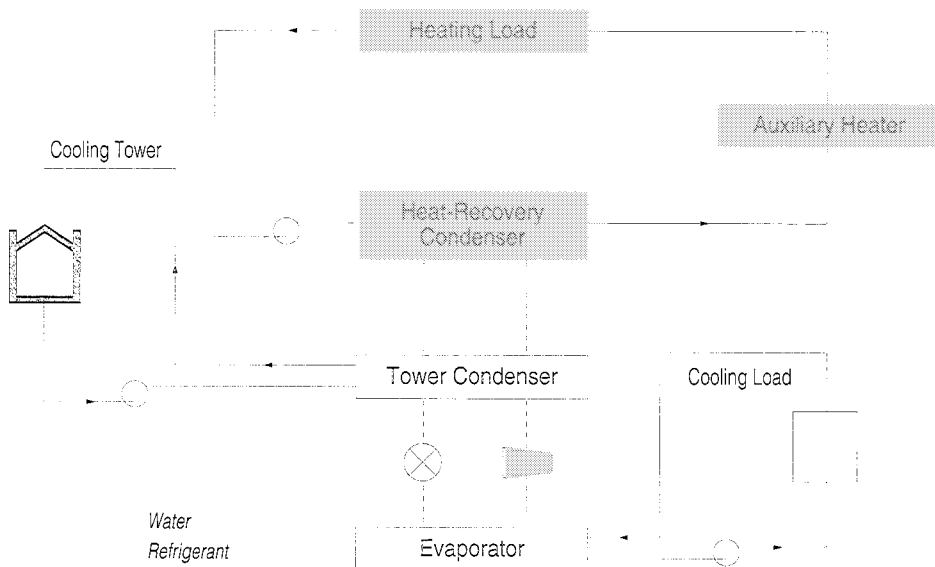 Heating Load
Auxiliary Heater
Cooling Tower
Heat-Recovery
Condenser
Tower Condenser
Cooling Load
Water
Refrigerant
Evaporator